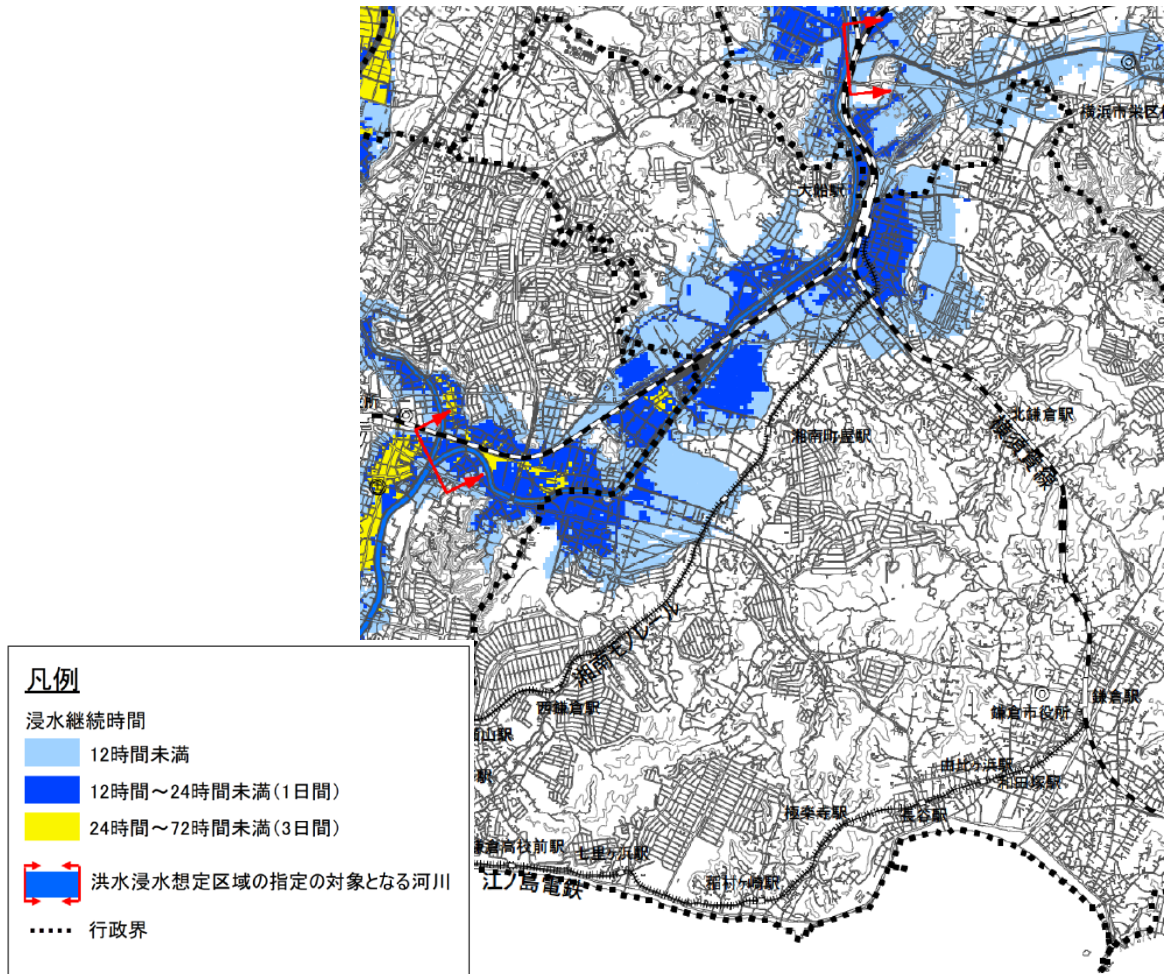 横浜市栄区
大船駅
北鎌倉駅
横須賀線
湘南町屋駅
湘南モノレール
西鎌倉駅
鎌倉市役所
鎌倉駅
由比ヶ浜駅
和田塚駅
極楽寺駅
長谷駅
鎌倉高校前駅
七里ヶ浜駅
江ノ島電鉄
稲村ヶ崎駅
凡例
浸水継続時間
12時間未満
12時間～24時間未満(1日間)
24時間～72時間未満(3日間)
洪水浸水想定区域の指定の対象となる河川
行政界